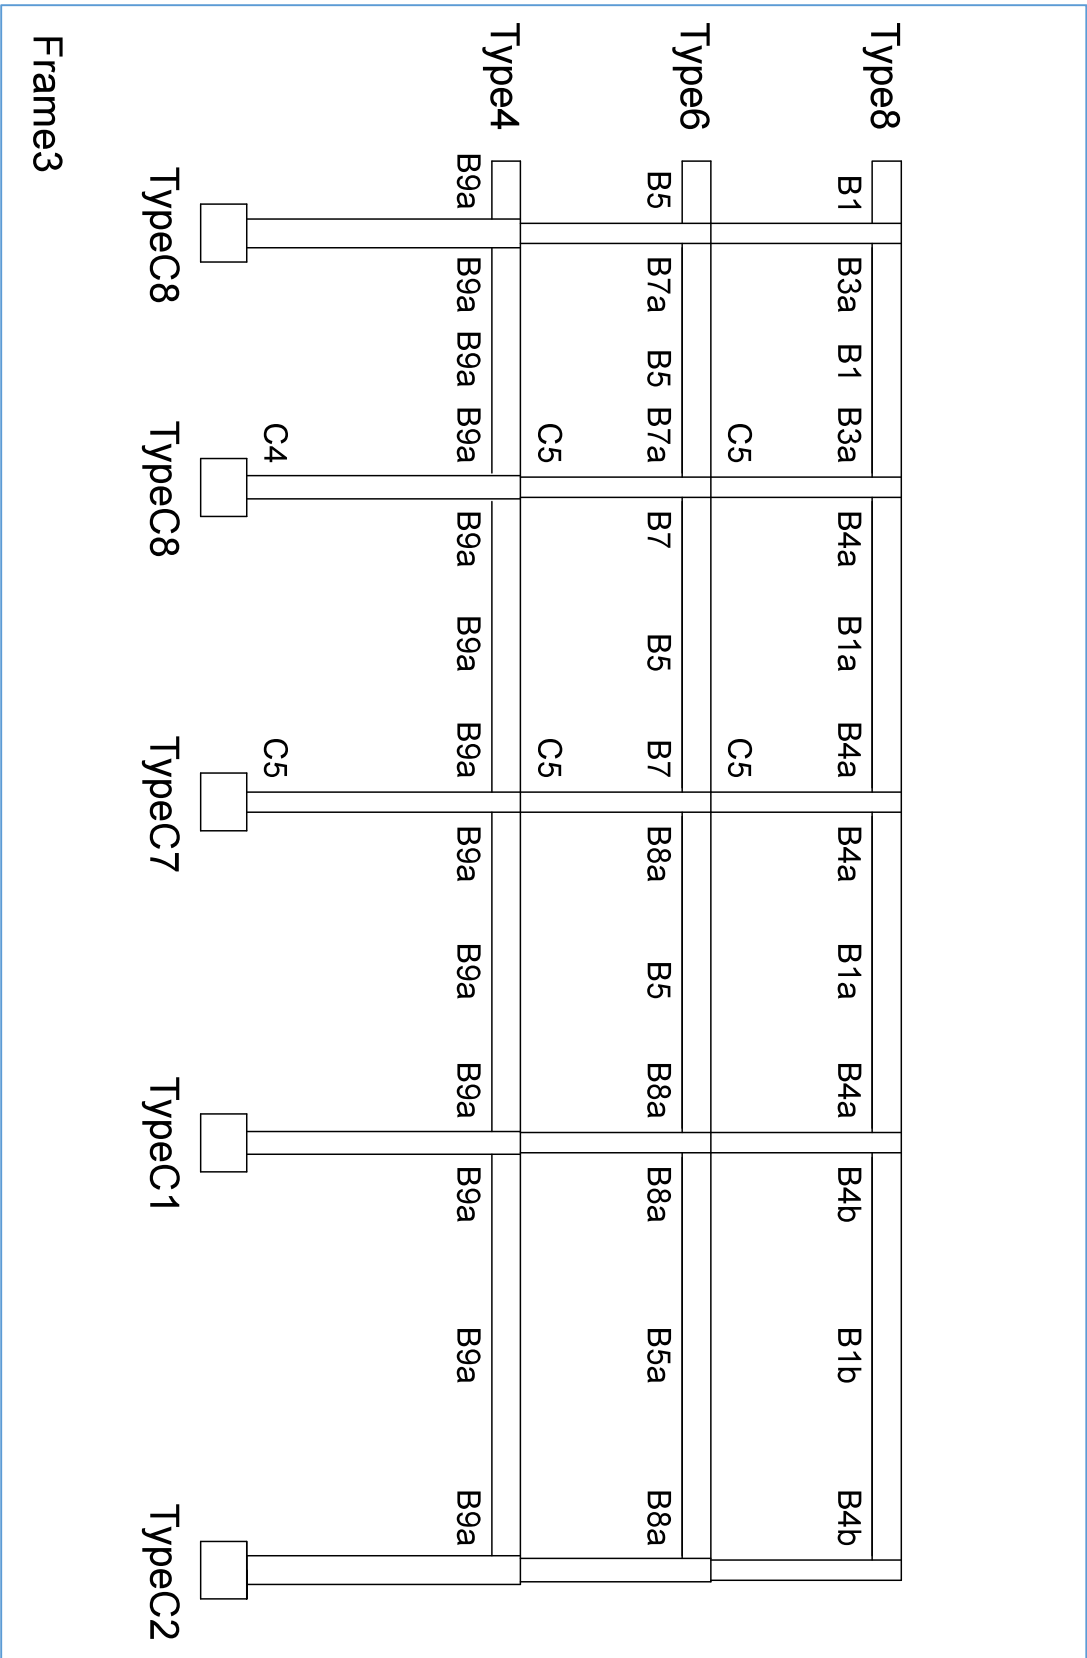 Type8
B1 B3a B1 B3a B4a B1a B4a B4a B1a B4a B4b B1b B4b
C5 C5
Type6
B5 B7a B5 B7a B7 B5 B7 B8a B5 B8a B8a B5a B8a
C5 C5
Type4
B9a B9a B9a B9a B9a B9a B9a B9a B9a B9a B9a B9a B9a
C4 C5
TypeC8 TypeC8 TypeC7 TypeC1 TypeC2
Frame3